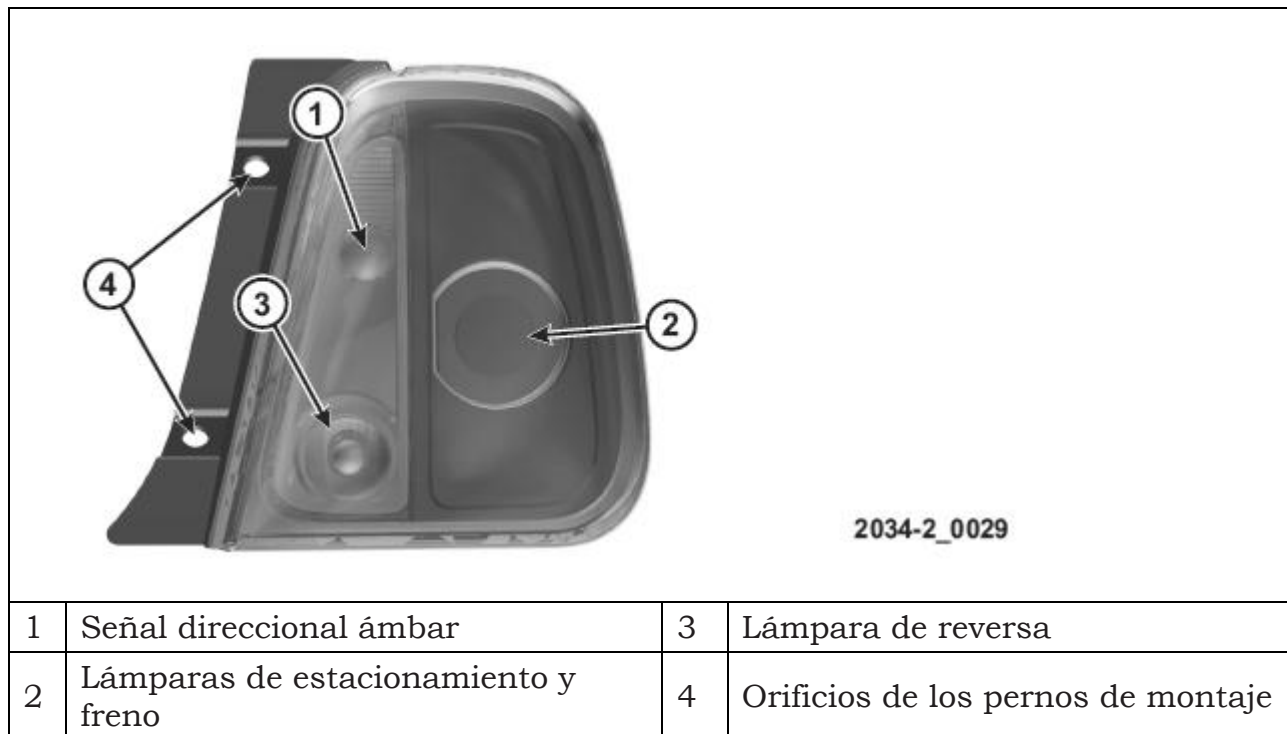 1
4
3
2
2034-2_0029
1 Señal direccional ámbar 3 Lámpara de reversa
2 Lámparas de estacionamiento y freno 4 Orificios de los pernos de montaje